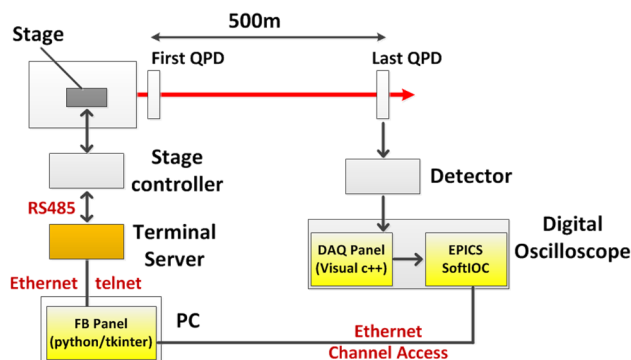 500m
Stage
First QPD
Last QPD
Stage
controller
Detector
RS485
Terminal
Server
Digital
Oscilloscope
DAQ Panel
(Visual c++)
EPICS
SoftIOC
Ethernet
telnet
FB Panel
(python/tkinter)
PC
Ethernet
Channel Access